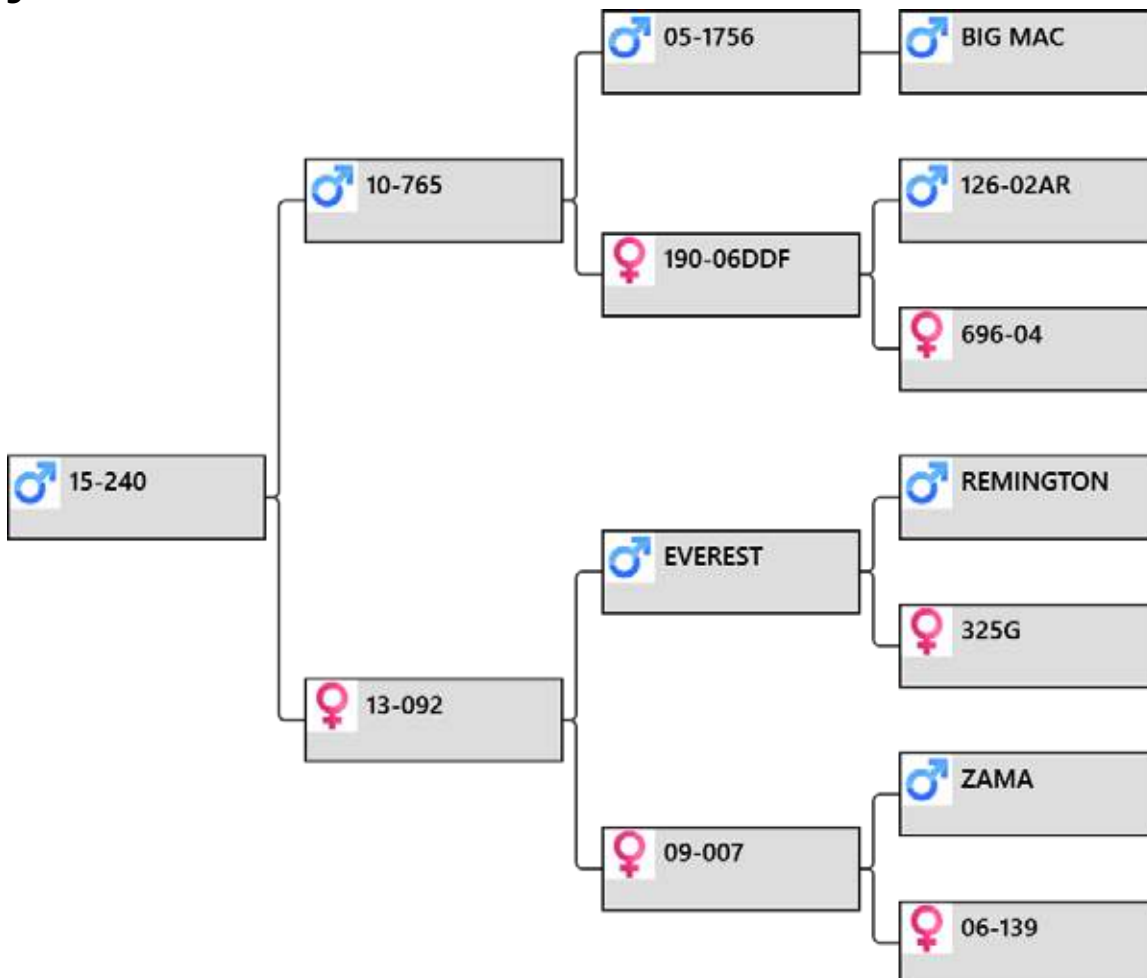 05-1756
BIG MAC
10-765
126-02AR
190-06DDF
696-04
15-240
REMINGTON
EVEREST
325G
13-092
ZAMA
09-007
06-139